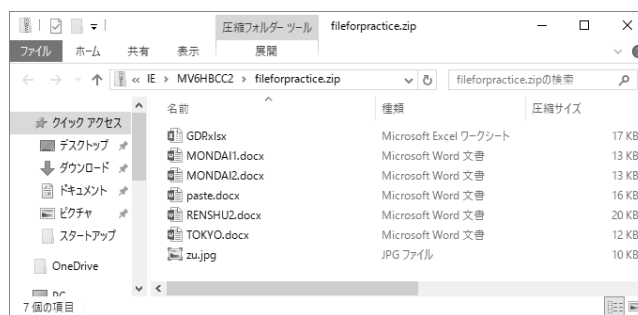 圧縮フォルダー ツール fileforpractice.zip
ファイル ホーム 共有 表示 展開
« IE > MV6HBCC2 > fileforpractice.zip fileforpractice.zipの検索
名前 種類 圧縮サイズ
クイック アクセス
デスクトップ
ダウンロード
ドキュメント
ピクチャ
スタートアップ
OneDrive
PC
GDRxlsx Microsoft Excel ワークシート 17 KB
MONDAI1.docx Microsoft Word 文書 13 KB
MONDAI2.docx Microsoft Word 文書 13 KB
paste.docx Microsoft Word 文書 16 KB
RENSHU2.docx Microsoft Word 文書 20 KB
TOKYO.docx Microsoft Word 文書 12 KB
zu.jpg JPG ファイル 10 KB
7 個の項目